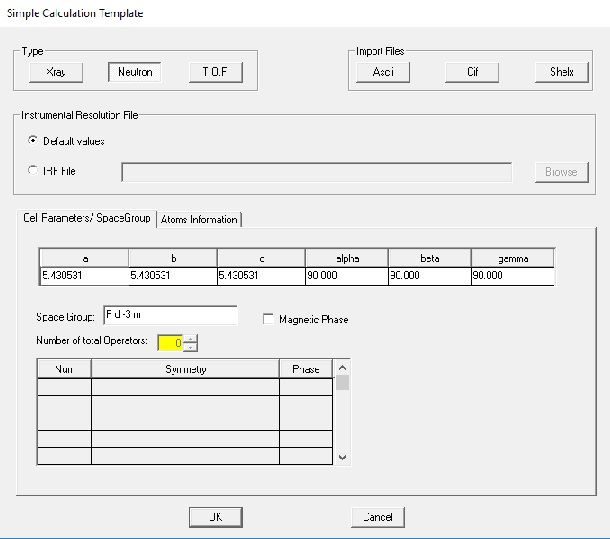 Simple Calculation Template
Type
Xray
Neutron
T.O.F
Import Files
Ascii
Cif
Shelx
Instrumental Resolution File
Default values
IRF File
Browse
Cell Parameters/ SpaceGroup
Atoms Information
a b c alpha beta gamma
5.430531 5.430531 5.430531 90.000 90.000 90.000
Space Group: F d -3 m
Magnetic Phase
Number of total Operators: 0
Num Symmetry Phase
OK
Cancel